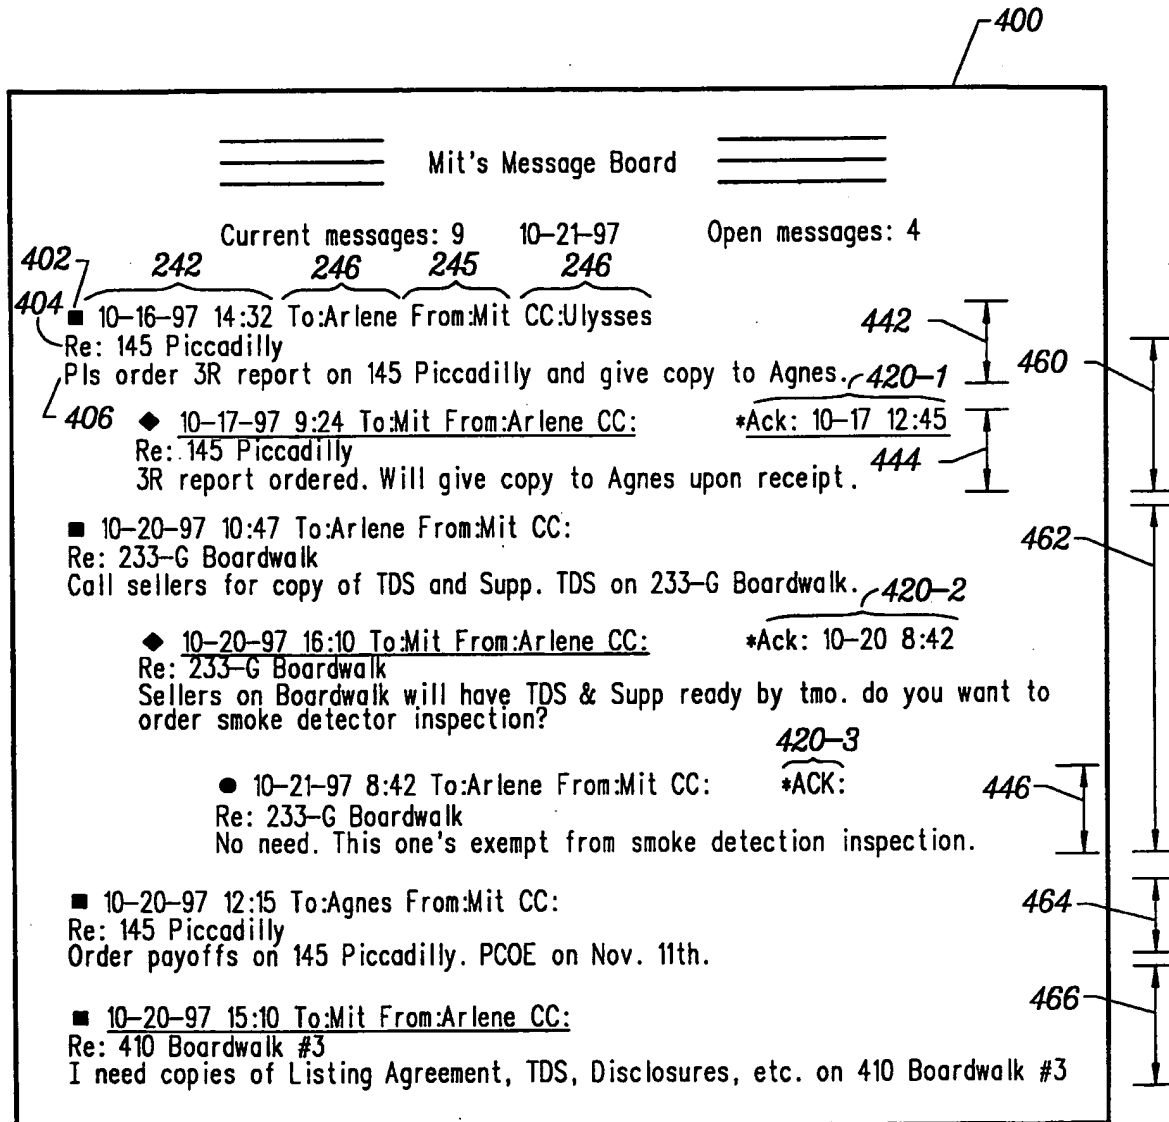 400
Mit's Message Board
Current messages: 9 10-21-97 Open messages: 4
402 242 246 245 246
404 ■ 10-16-97 14:32 To:Arlene From:Mit CC:Ulysses 442
Re: 145 Piccadilly 460
Pls order 3R report on 145 Piccadilly and give copy to Agnes. 420-1
406 ◆ 10-17-97 9:24 To:Mit From:Arlene CC: *Ack: 10-17 12:45
Re: 145 Piccadilly 444
3R report ordered. Will give copy to Agnes upon receipt.
■ 10-20-97 10:47 To:Arlene From:Mit CC: 462
Re: 233-G Boardwalk
Call sellers for copy of TDS and Supp. TDS on 233-G Boardwalk. 420-2
◆ 10-20-97 16:10 To:Mit From:Arlene CC: *Ack: 10-20 8:42
Re: 233-G Boardwalk
Sellers on Boardwalk will have TDS & Supp ready by tmo. do you want to
order smoke detector inspection?
420-3
● 10-21-97 8:42 To:Arlene From:Mit CC: *ACK: 446
Re: 233-G Boardwalk
No need. This one's exempt from smoke detection inspection.
■ 10-20-97 12:15 To:Agnes From:Mit CC: 464
Re: 145 Piccadilly
Order payoffs on 145 Piccadilly. PCOE on Nov. 11th.
■ 10-20-97 15:10 To:Mit From:Arlene CC: 466
Re: 410 Boardwalk #3
I need copies of Listing Agreement, TDS, Disclosures, etc. on 410 Boardwalk #3